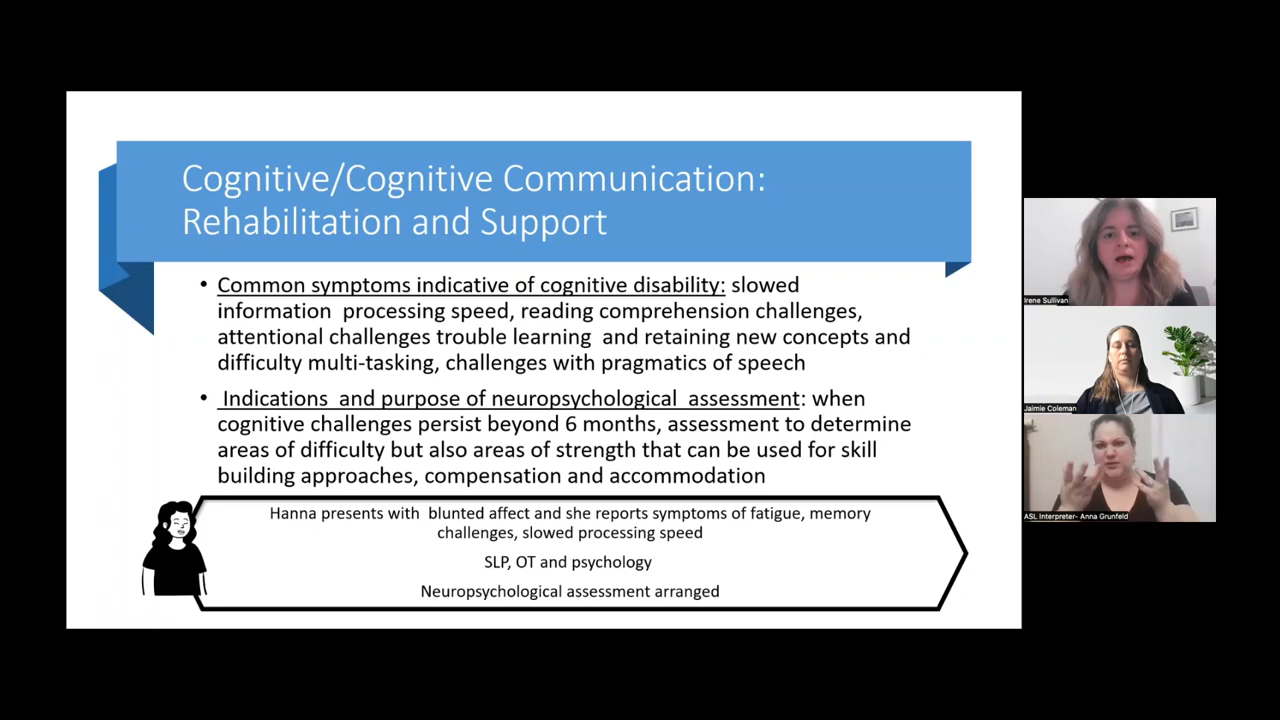 Cognitive/Cognitive Communication:
Rehabilitation and Support
• Common symptoms indicative of cognitive disability: slowed
information  processing speed, reading comprehension challenges,
attentional challenges trouble learning  and retaining new concepts and
difficulty multi-tasking, challenges with pragmatics of speech
•  Indications  and purpose of neuropsychological  assessment: when
cognitive challenges persist beyond 6 months, assessment to determine
areas of difficulty but also areas of strength that can be used for skill
building approaches, compensation and accommodation
Hanna presents with  blunted affect and she reports symptoms of fatigue, memory
challenges, slowed processing speed
SLP, OT and psychology
Neuropsychological assessment arranged
Irene Sullivan
Jaimie Coleman
ASL Interpreter- Anna Grunfeld